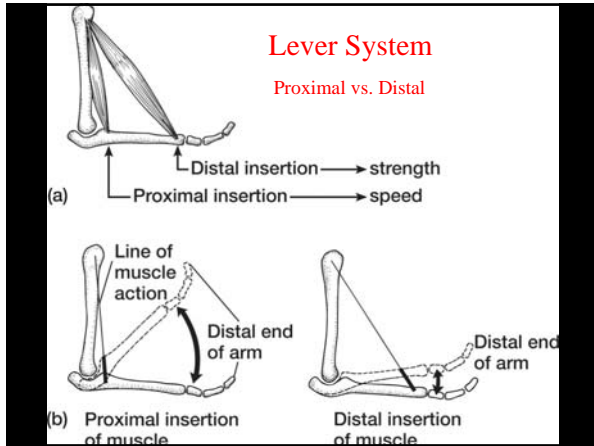 Lever System
Proximal vs. Distal
Distal insertion strength
(a) Proximal insertion speed
Line of
muscle
action
Distal end
of arm
Distal end
of arm
(b) Proximal insertion
of muscle
Distal insertion
of muscle